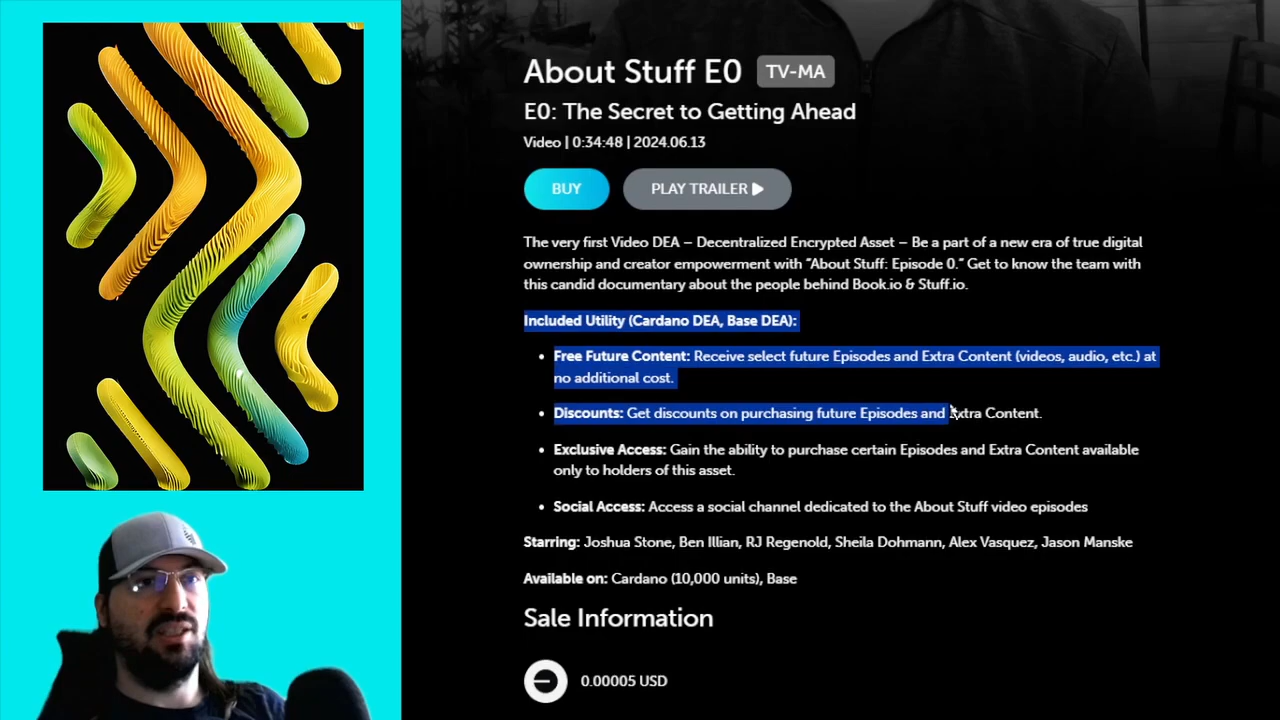 About Stuff E0 TV-MA
E0: The Secret to Getting Ahead
Video | 0:34:48 | 2024.06.13
BUY PLAY TRAILER
The very first Video DEA – Decentralized Encrypted Asset – Be a part of a new era of true digital
ownership and creator empowerment with "About Stuff: Episode 0." Get to know the team with
this candid documentary about the people behind Book.io & Stuff.io.
Included Utility (Cardano DEA, Base DEA):
• Free Future Content: Receive select future Episodes and Extra Content (videos, audio, etc.) at
no additional cost.
• Discounts: Get discounts on purchasing future Episodes and Extra Content.
• Exclusive Access: Gain the ability to purchase certain Episodes and Extra Content available
only to holders of this asset.
• Social Access: Access a social channel dedicated to the About Stuff video episodes
Starring: Joshua Stone, Ben Illian, RJ Regenold, Sheila Dohmann, Alex Vasquez, Jason Manske
Available on: Cardano (10,000 units), Base
Sale Information
0.00005 USD